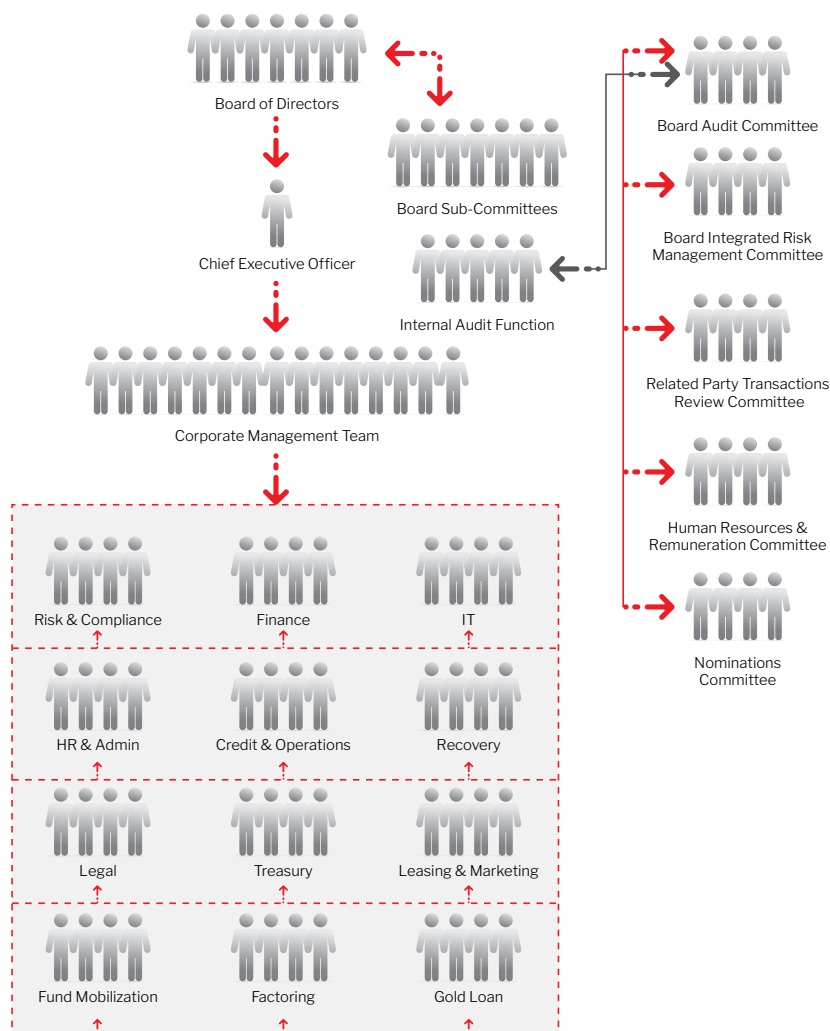 Board of Directors
Board Sub-Committees
Chief Executive Officer
Internal Audit Function
Corporate Management Team
Board Audit Committee
Board Integrated Risk
Management Committee
Related Party Transactions
Review Committee
Human Resources &
Remuneration Committee
Nominations
Committee
Risk & Compliance
Finance
IT
HR & Admin
Credit & Operations
Recovery
Legal
Treasury
Leasing & Marketing
Fund Mobilization
Factoring
Gold Loan